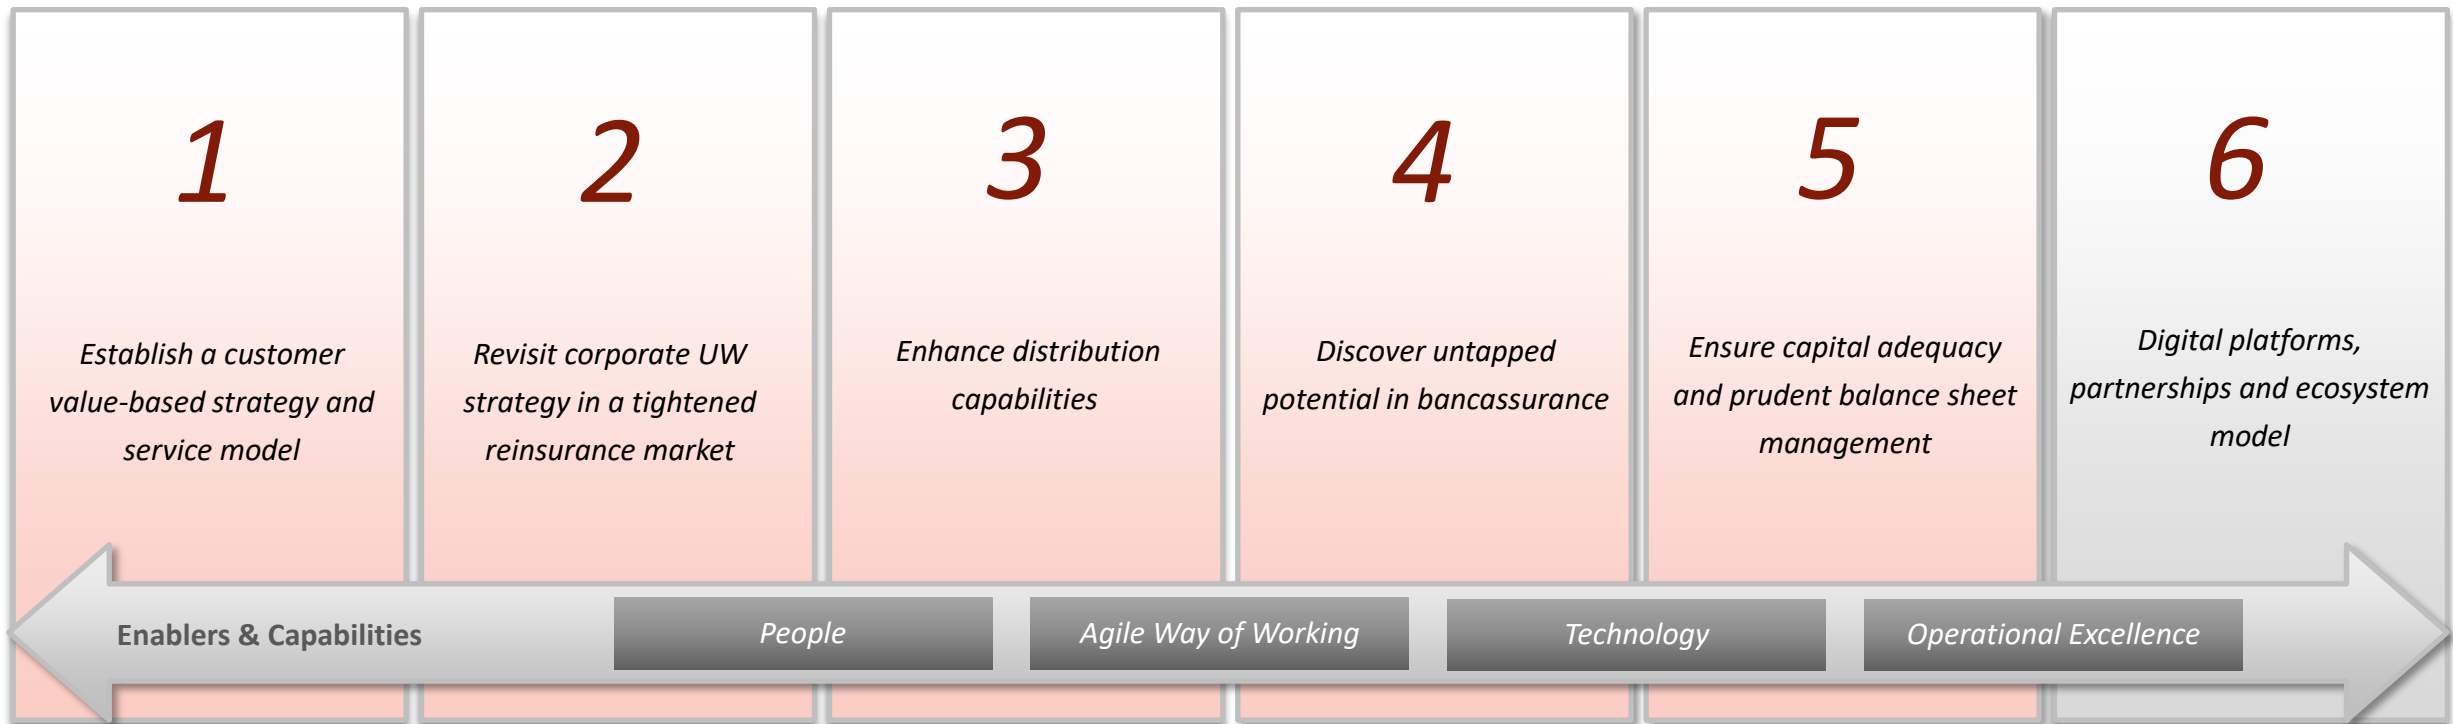 1
Establish a customer
value-based strategy and
service model
2
Revisit corporate UW
strategy in a tightened
reinsurance market
3
Enhance distribution
capabilities
4
Discover untapped
potential in bancassurance
5
Ensure capital adequacy
and prudent balance sheet
management
6
Digital platforms,
partnerships and ecosystem
model
Enablers & Capabilities
People
Agile Way of Working
Technology
Operational Excellence